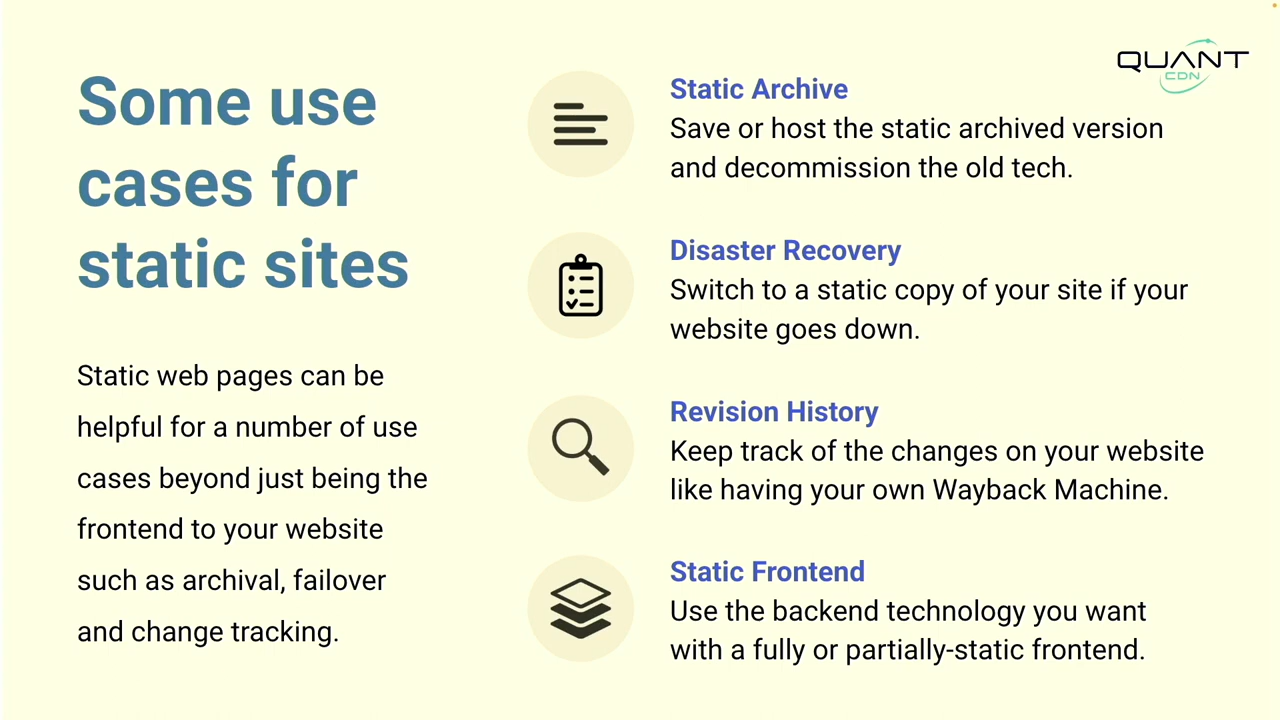 Some use
cases for
static sites
Static web pages can be
helpful for a number of use
cases beyond just being the
frontend to your website
such as archival, failover
and change tracking.
QUANT
CDN
Static Archive
Save or host the static archived version
and decommission the old tech.
Disaster Recovery
Switch to a static copy of your site if your
website goes down.
Revision History
Keep track of the changes on your website
like having your own Wayback Machine.
Static Frontend
Use the backend technology you want
with a fully or partially-static frontend.